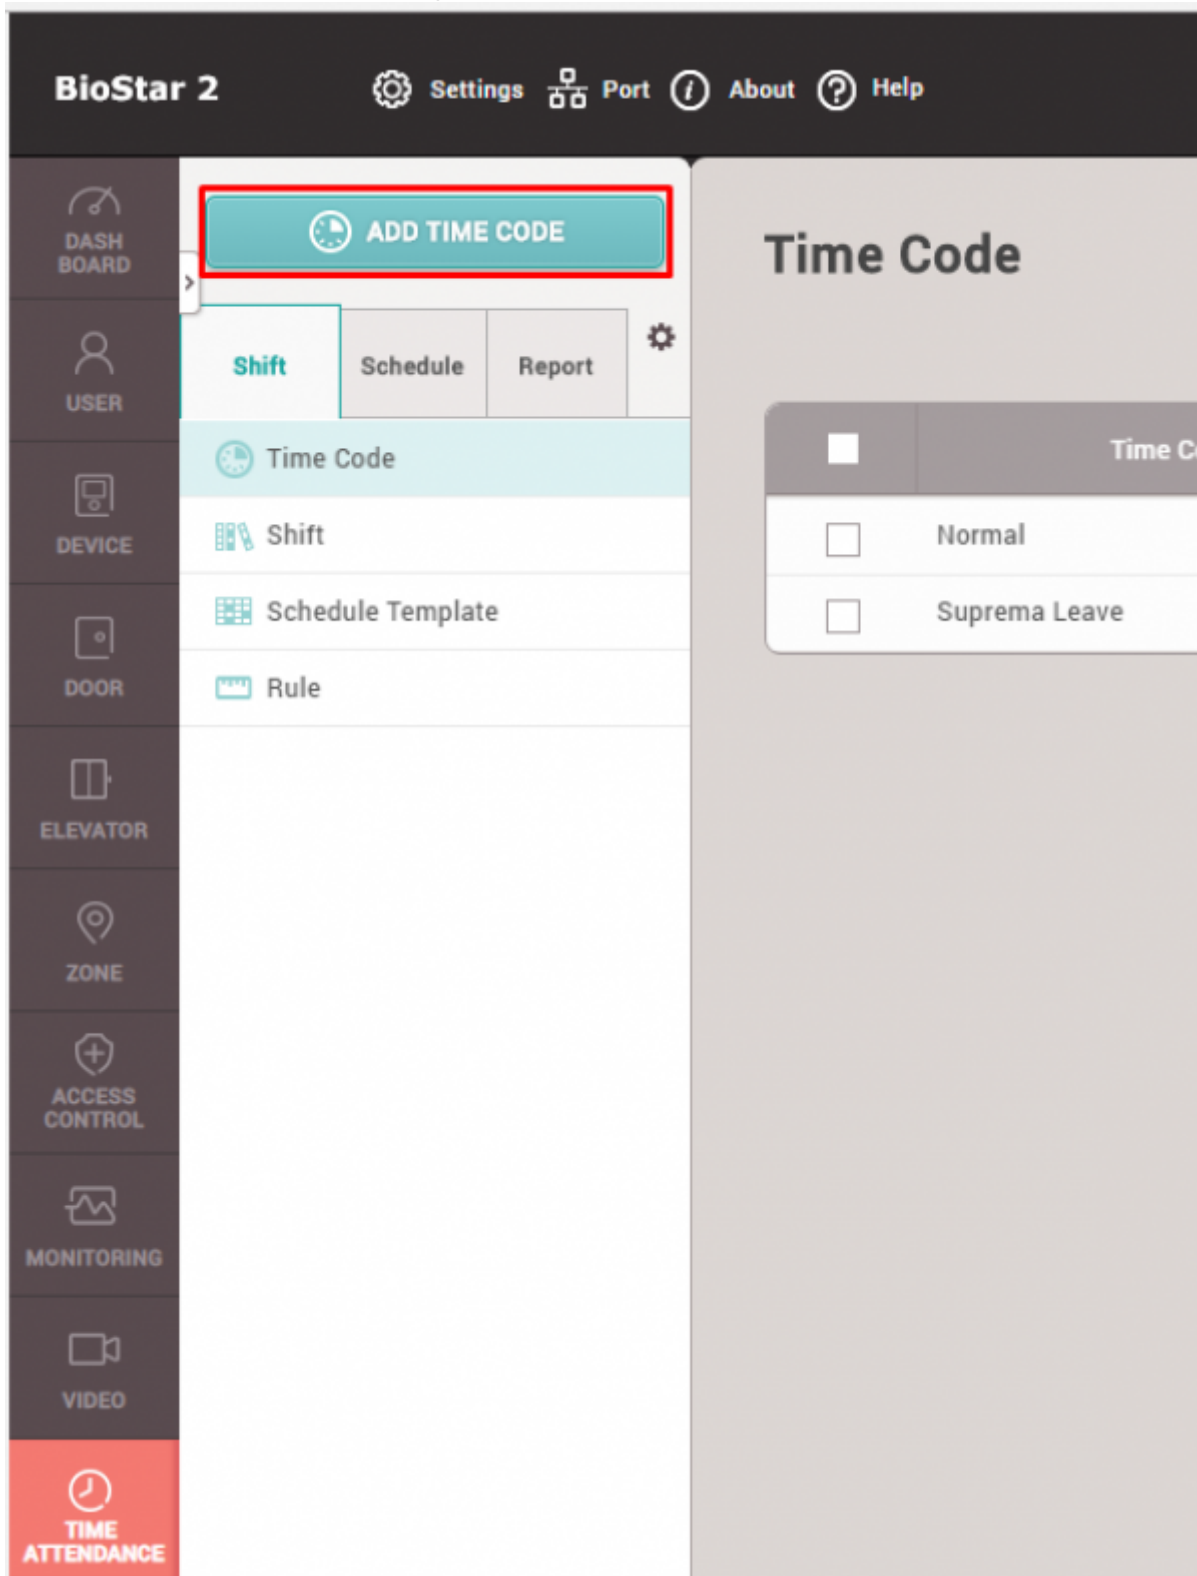 BioStar 2
Settings
Port
About
Help
DASH
BOARD
USER
DEVICE
DOOR
ELEVATOR
ZONE
ACCESS
CONTROL
MONITORING
VIDEO
TIME
ATTENDANCE
ADD TIME CODE
Shift
Schedule
Report
Time Code
Shift
Schedule Template
Rule
Time Code
Time C
Normal
Suprema Leave